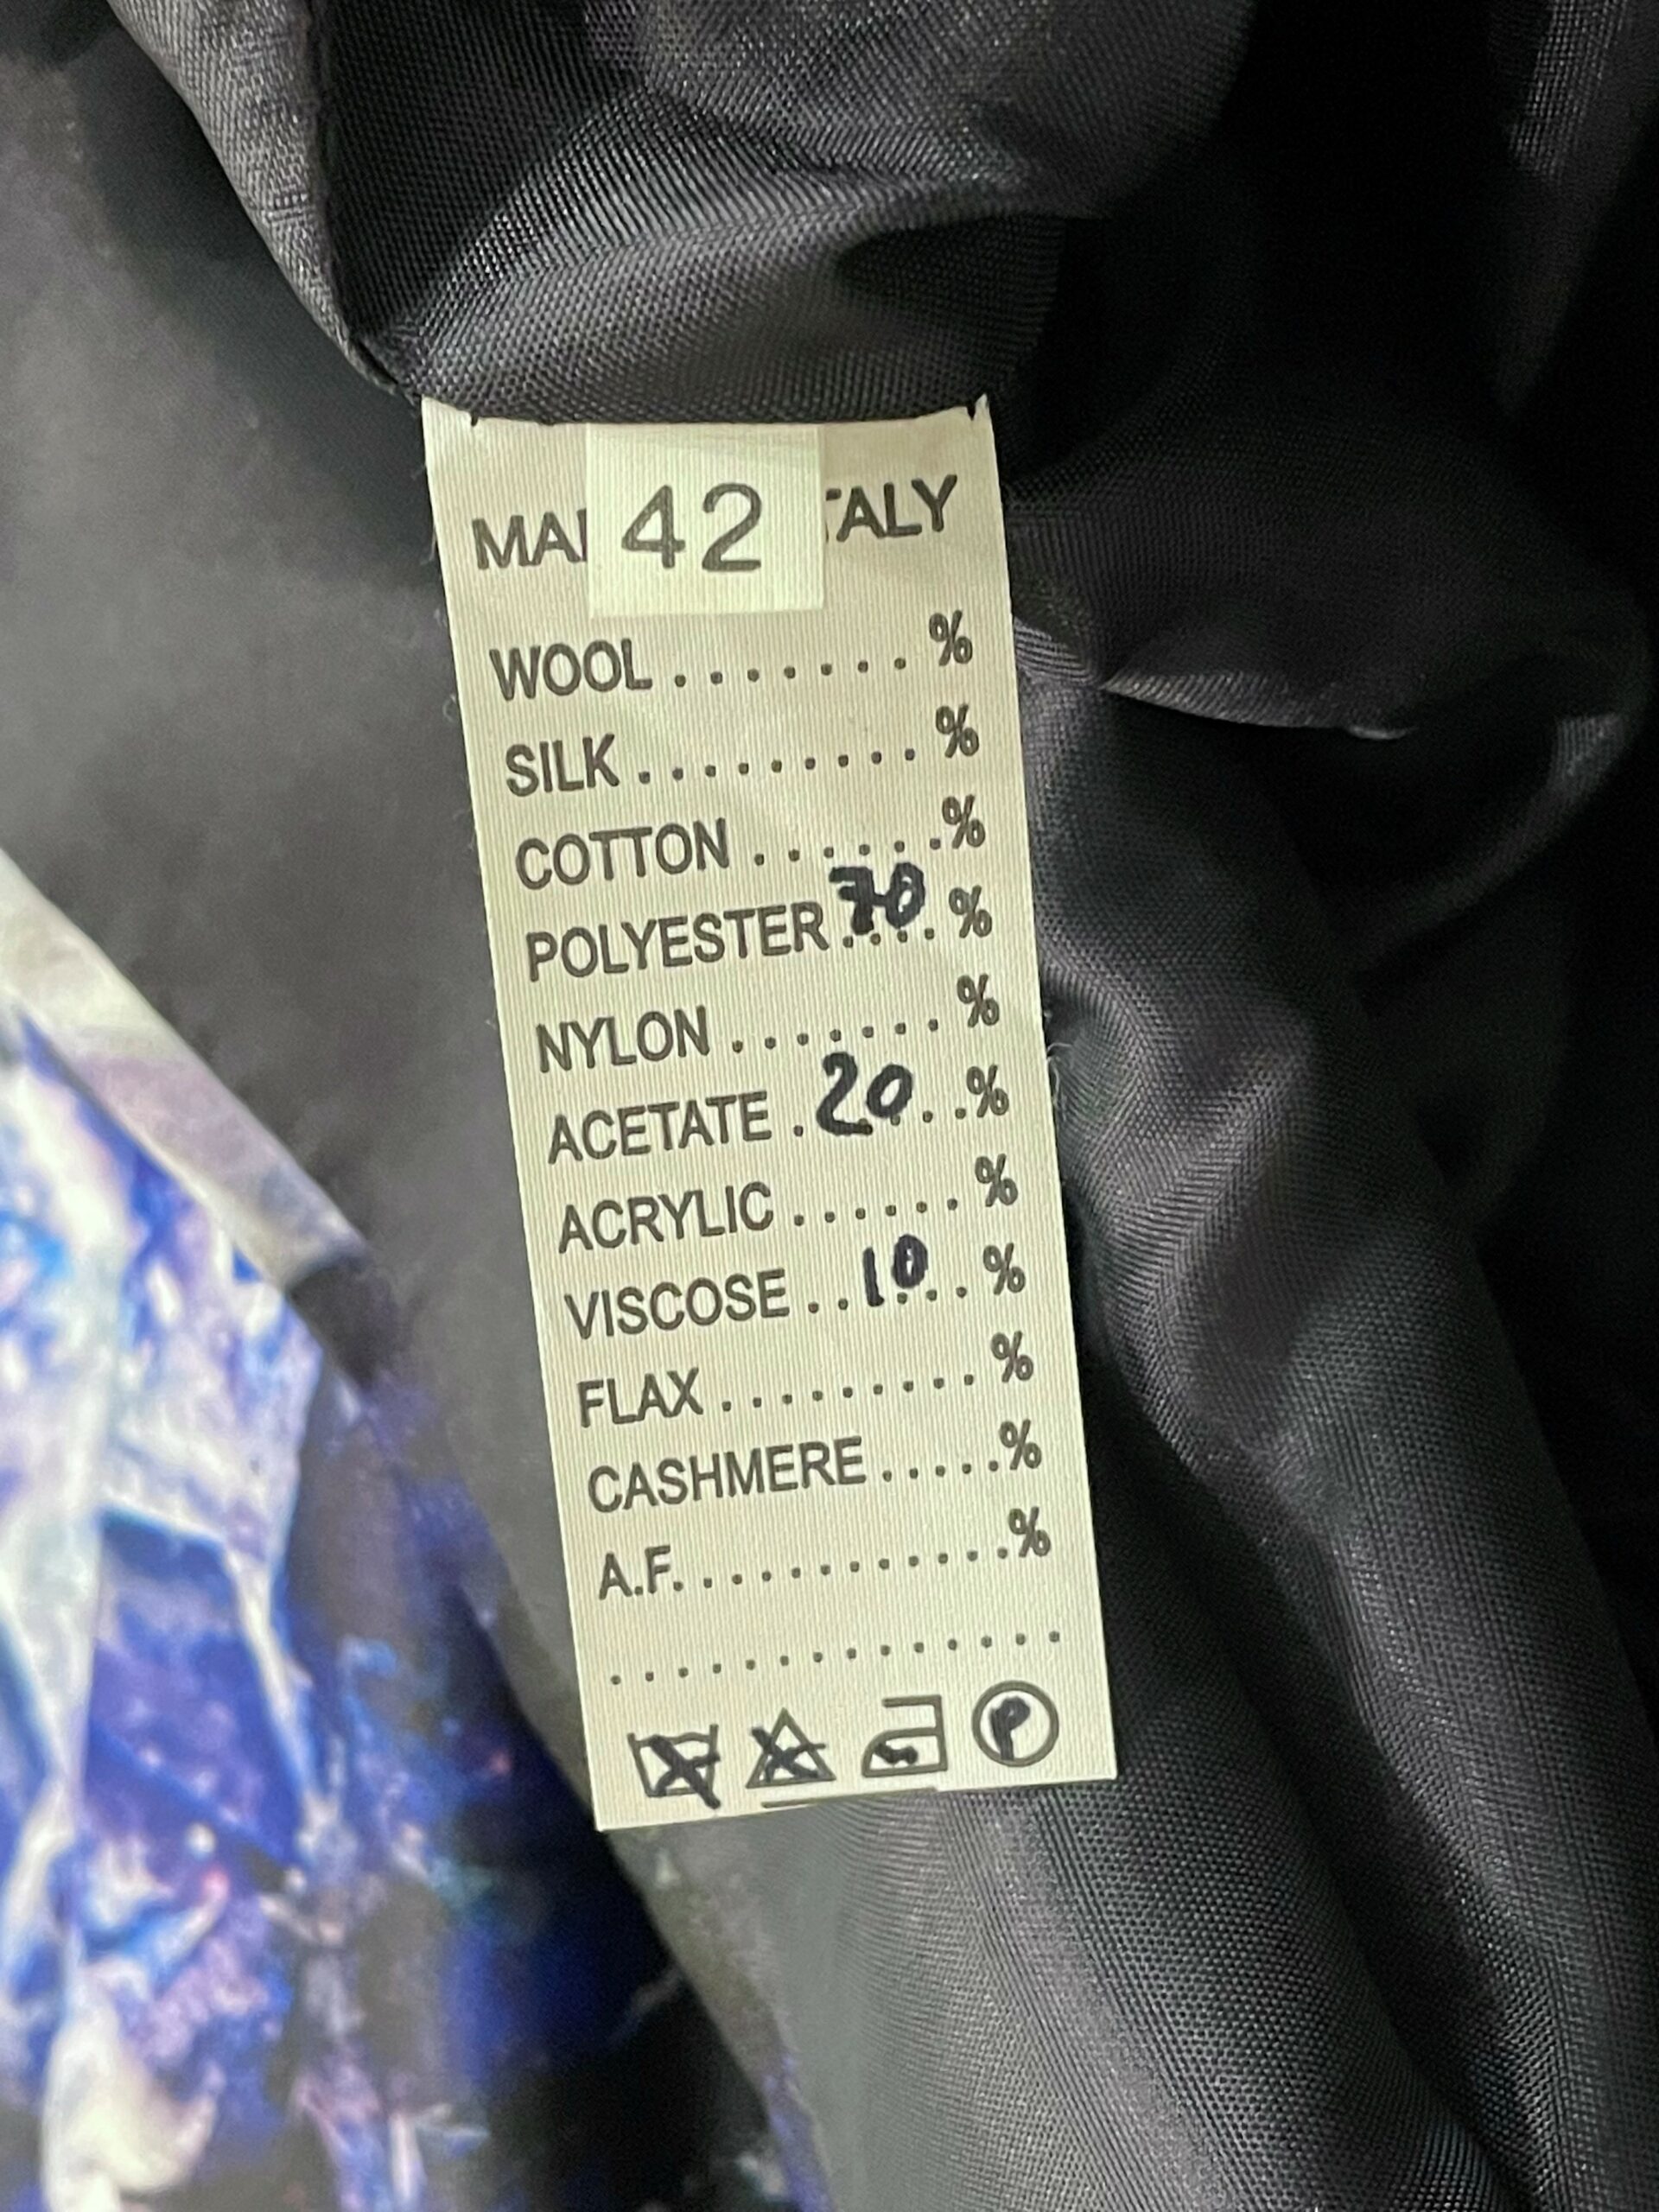 MA 42 TALY
WOOL.......%
SILK.........%
COTTON......%
POLYESTER 70....%
NYLON.......%
ACETATE.20...%
ACRYLIC......%
VISCOSE..10...%
FLAX.........%
CASHMERE.....%
A.F............%
..............
P